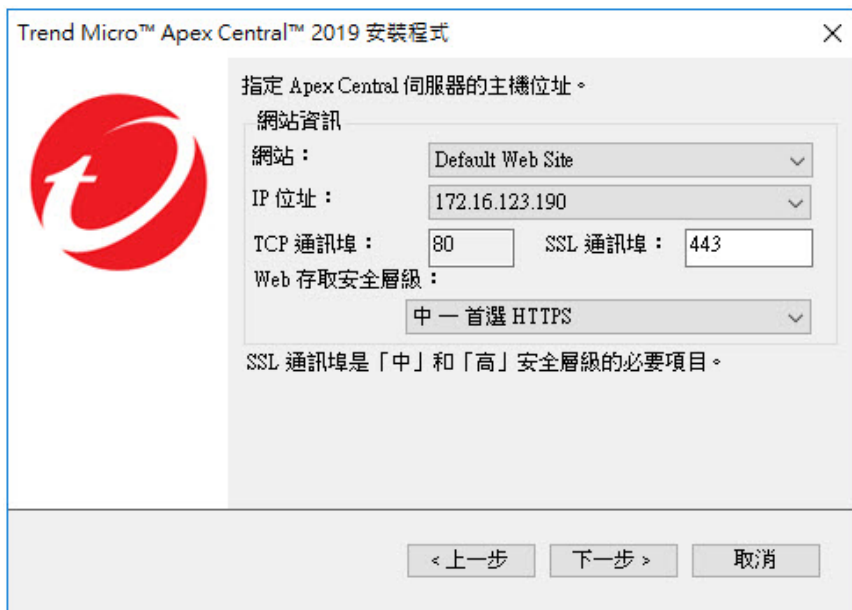 Trend Micro™ Apex Central™ 2019 安裝程式
指定 Apex Central 伺服器的主機位址。
網站資訊
網站： Default Web Site
IP 位址： 172.16.123.190
TCP 通訊埠： 80 SSL 通訊埠： 443
Web 存取安全層級：
中 — 首選 HTTPS
SSL 通訊埠是「中」和「高」安全層級的必要項目。
< 上一步 下一步 > 取消